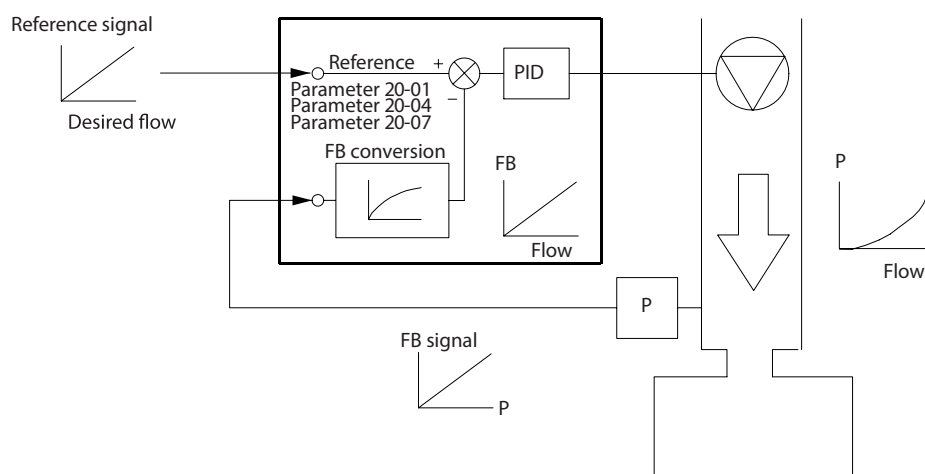 Reference signal
Desired flow
Reference
+
Parameter 20-01
Parameter 20-04
Parameter 20-07
−
PID
FB conversion
FB
Flow
P
Flow
P
FB signal
P